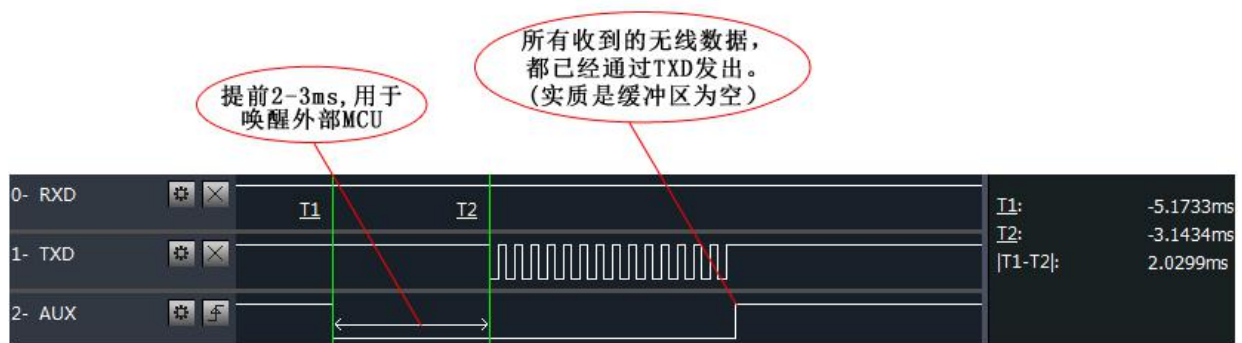 所有收到的无线数据，
都已经通过TXD发出。
(实质是缓冲区为空)
提前2-3ms,用于
唤醒外部MCU
0- RXD
T1
T2
1- TXD
2- AUX
T1: -5.1733ms
T2: -3.1434ms
|T1-T2|: 2.0299ms